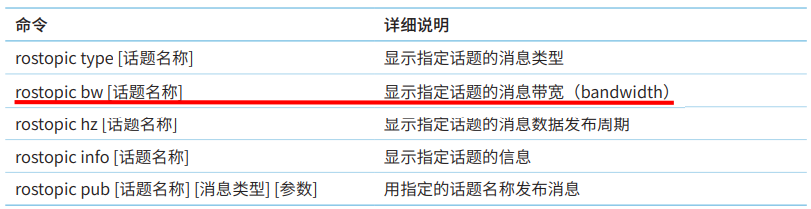 命令 详细说明
rostopic type [话题名称] 显示指定话题的消息类型
rostopic bw [话题名称] 显示指定话题的消息带宽（bandwidth）
rostopic hz [话题名称] 显示指定话题的消息数据发布周期
rostopic info [话题名称] 显示指定话题的信息
rostopic pub [话题名称] [消息类型] [参数] 用指定的话题名称发布消息